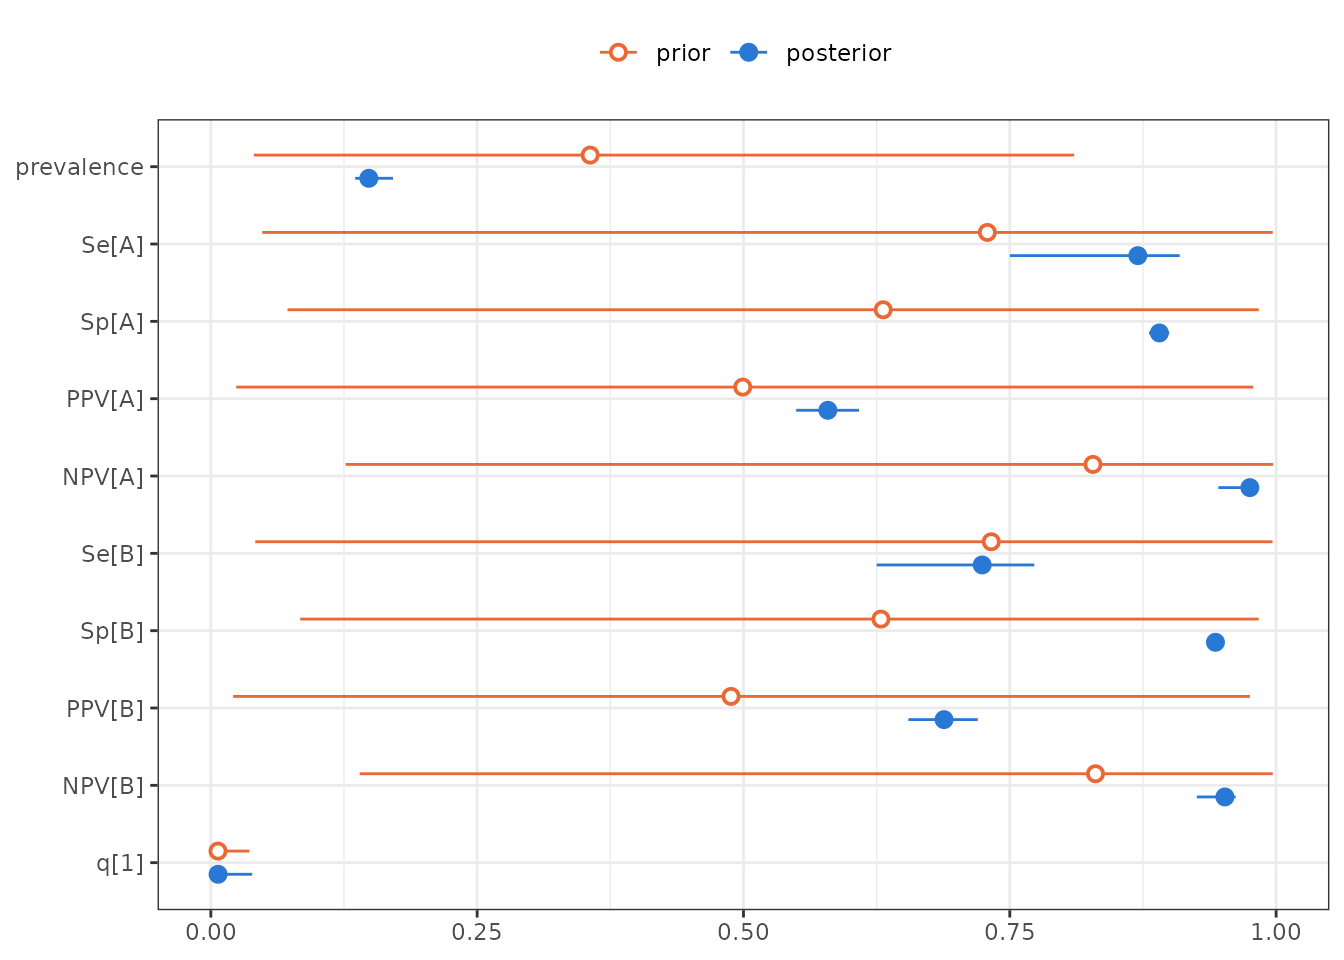 prior posterior
prevalence
Se[A]
Sp[A]
PPV[A]
NPV[A]
Se[B]
Sp[B]
PPV[B]
NPV[B]
q[1]
0.00 0.25 0.50 0.75 1.00